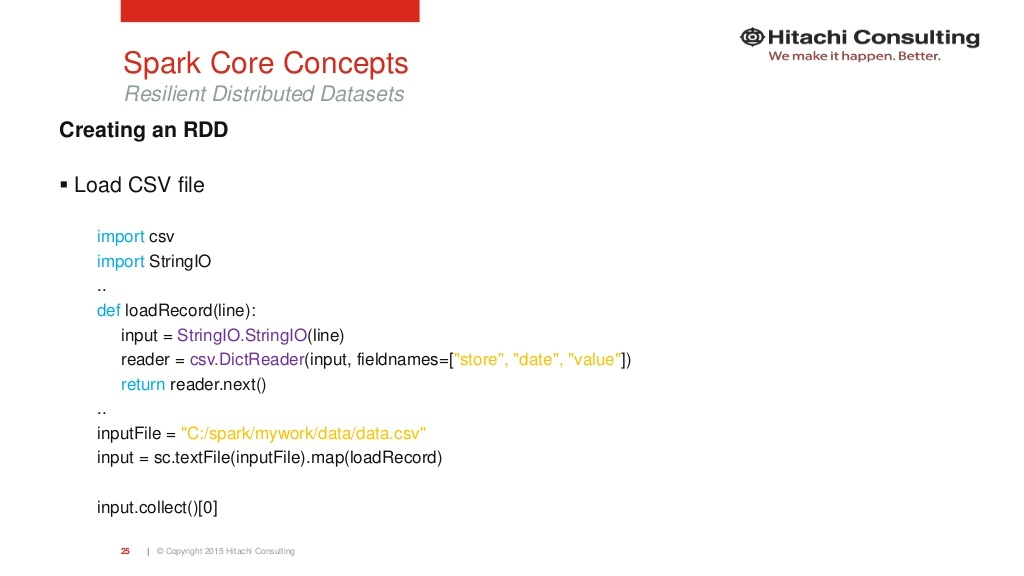 Hitachi Consulting
We make it happen. Better.
Spark Core Concepts
Resilient Distributed Datasets
Creating an RDD
▪ Load CSV file
import csv
import StringIO
..
def loadRecord(line):
input = StringIO.StringIO(line)
reader = csv.DictReader(input, fieldnames=["store", "date", "value"])
return reader.next()
..
inputFile = "C:/spark/mywork/data/data.csv"
input = sc.textFile(inputFile).map(loadRecord)
input.collect()[0]
25 | © Copyright 2015 Hitachi Consulting